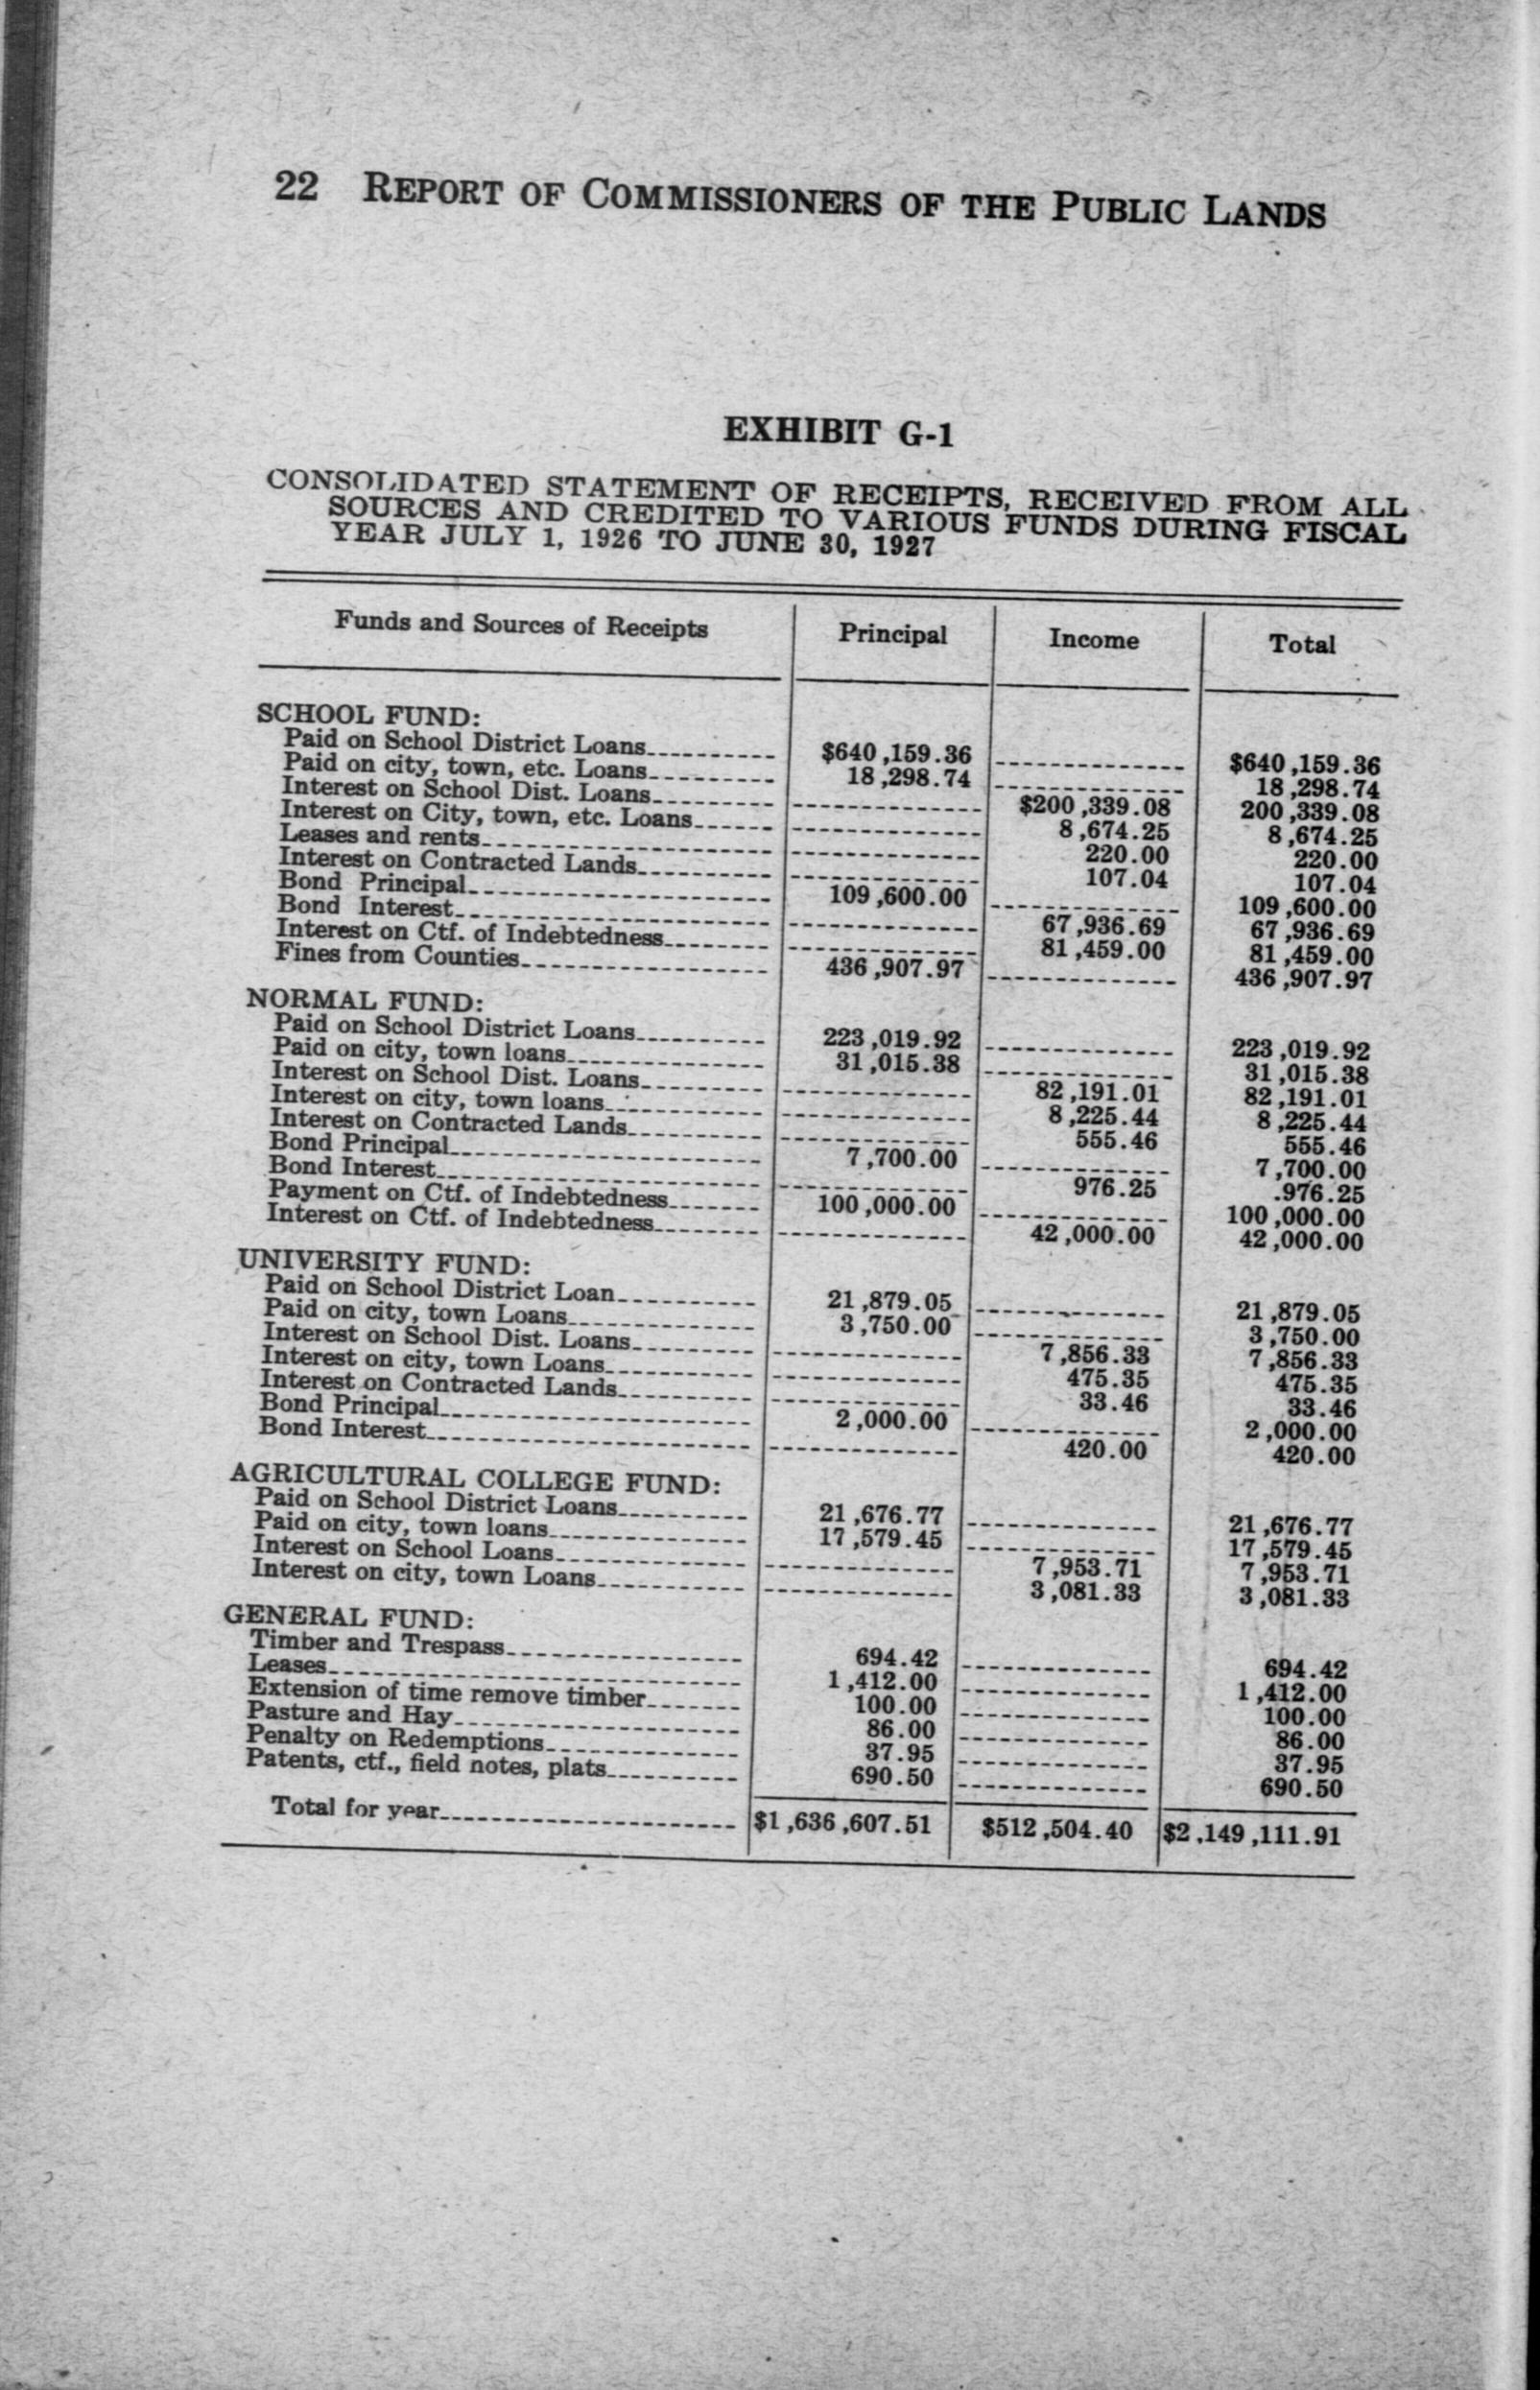 22 REPORT OF COMMISSIONERS OF THE PUBLIC LANDS
EXHIBIT G-1
CONSOLIDATED STATEMENT OF RECEIPTS, RECEIVED FROM ALL
SOURCES AND CREDITED TO VARIOUS FUNDS DURING FISCAL
YEAR JULY 1, 1926 TO JUNE 30, 1927
Funds and Sources of Receipts Principal Income Total
SCHOOL FUND:
Paid on School District Loans $640,159.36 $640,159.36
Paid on city, town, etc. Loans 18,298.74 18,298.74
Interest on School Dist. Loans $200,339.08 200,339.08
Interest on City, town, etc. Loans 8,674.25 8,674.25
Leases and rents 220.00 220.00
Interest on Contracted Lands 107.04 107.04
Bond Principal 109,600.00 109,600.00
Bond Interest 67,936.69 67,936.69
Interest on Ctf. of Indebtedness 81,459.00 81,459.00
Fines from Counties 436,907.97 436,907.97
NORMAL FUND:
Paid on School District Loans 223,019.92 223,019.92
Paid on city, town loans 31,015.38 31,015.38
Interest on School Dist. Loans 82,191.01 82,191.01
Interest on city, town loans 8,225.44 8,225.44
Interest on Contracted Lands 555.46 555.46
Bond Principal 7,700.00 7,700.00
Bond Interest 976.25 .976.25
Payment on Ctf. of Indebtedness 100,000.00 100,000.00
Interest on Ctf. of Indebtedness 42,000.00 42,000.00
UNIVERSITY FUND:
Paid on School District Loan 21,879.05 21,879.05
Paid on city, town Loans 3,750.00 3,750.00
Interest on School Dist. Loans 7,856.33 7,856.33
Interest on city, town Loans 475.35 475.35
Interest on Contracted Lands 33.46 33.46
Bond Principal 2,000.00 2,000.00
Bond Interest 420.00 420.00
AGRICULTURAL COLLEGE FUND:
Paid on School District Loans 21,676.77 21,676.77
Paid on city, town loans 17,579.45 17,579.45
Interest on School Loans 7,953.71 7,953.71
Interest on city, town Loans 3,081.33 3,081.33
GENERAL FUND:
Timber and Trespass 694.42 694.42
Leases 1,412.00 1,412.00
Extension of time remove timber 100.00 100.00
Pasture and Hay 86.00 86.00
Penalty on Redemptions 37.95 37.95
Patents, ctf., field notes, plats 690.50 690.50
Total for year $1,636,607.51 $512,504.40 $2,149,111.91